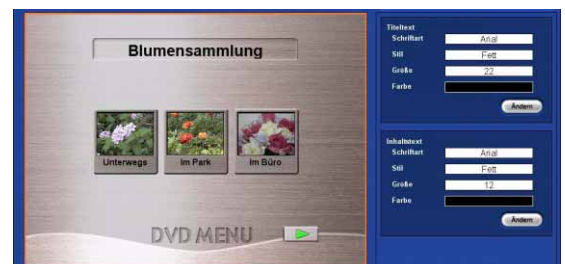 Blumensammlung
Unterwegs
Im Park
Im Büro
DVD MENU
Titeltext
Schriftart Arial
Stil Fett
Größe 22
Farbe
Ändern
Inhaltstext
Schriftart Arial
Stil Fett
Größe 12
Farbe
Ändern